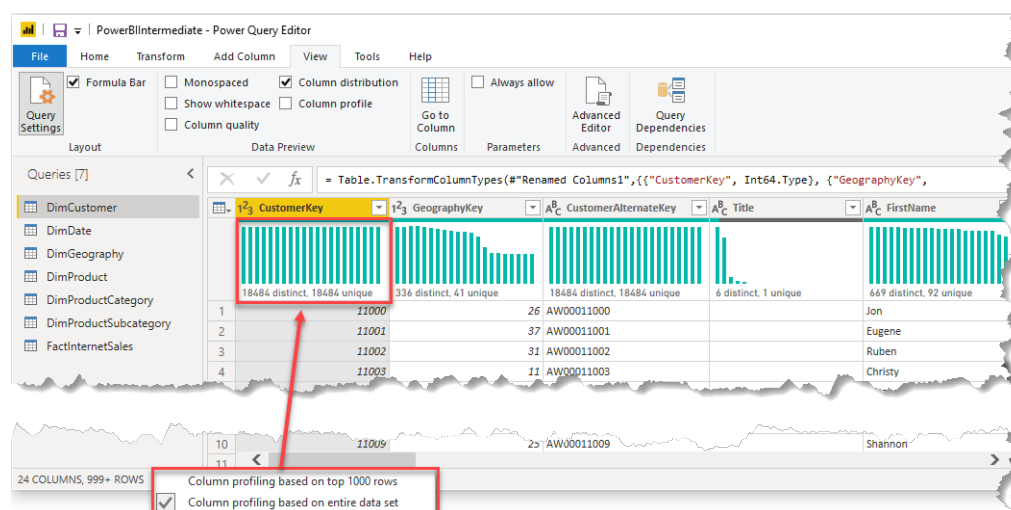 PowerBIIntermediate - Power Query Editor
File Home Transform Add Column View Tools Help
Query Settings
Formula Bar
Layout
Monospaced
Show whitespace
Column quality
Column distribution
Column profile
Data Preview
Go to Column
Columns
Always allow
Parameters
Advanced Editor
Advanced
Query Dependencies
Dependencies
Queries [7]
DimCustomer
DimDate
DimGeography
DimProduct
DimProductCategory
DimProductSubcategory
FactInternetSales
fx = Table.TransformColumnTypes(#"Renamed Columns1",{{"CustomerKey", Int64.Type}, {"GeographyKey",
123 CustomerKey 123 GeographyKey ABC CustomerAlternateKey ABC Title ABC FirstName
18484 distinct, 18484 unique 336 distinct, 41 unique 18484 distinct, 18484 unique 6 distinct, 1 unique 669 distinct, 92 unique
1 11000 26 AW00011000 Jon
2 11001 37 AW00011001 Eugene
3 11002 31 AW00011002 Ruben
4 11003 11 AW00011003 Christy
10 11009 25 AW00011009 Shannon
11
24 COLUMNS, 999+ ROWS
Column profiling based on top 1000 rows
Column profiling based on entire data set